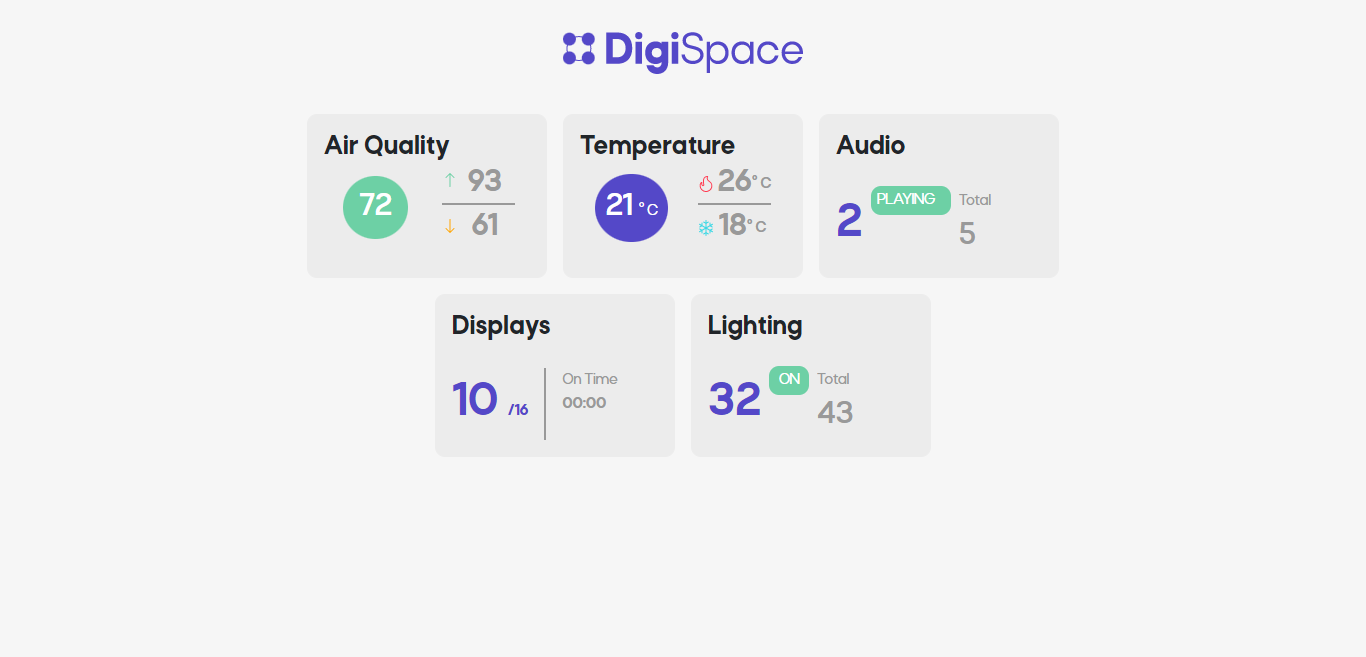 DigiSpace
Air Quality
72
93
61
Temperature
21 °C
26°C
18°C
Audio
2
PLAYING
Total
5
Displays
10 /16
On Time
00:00
Lighting
32
ON
Total
43